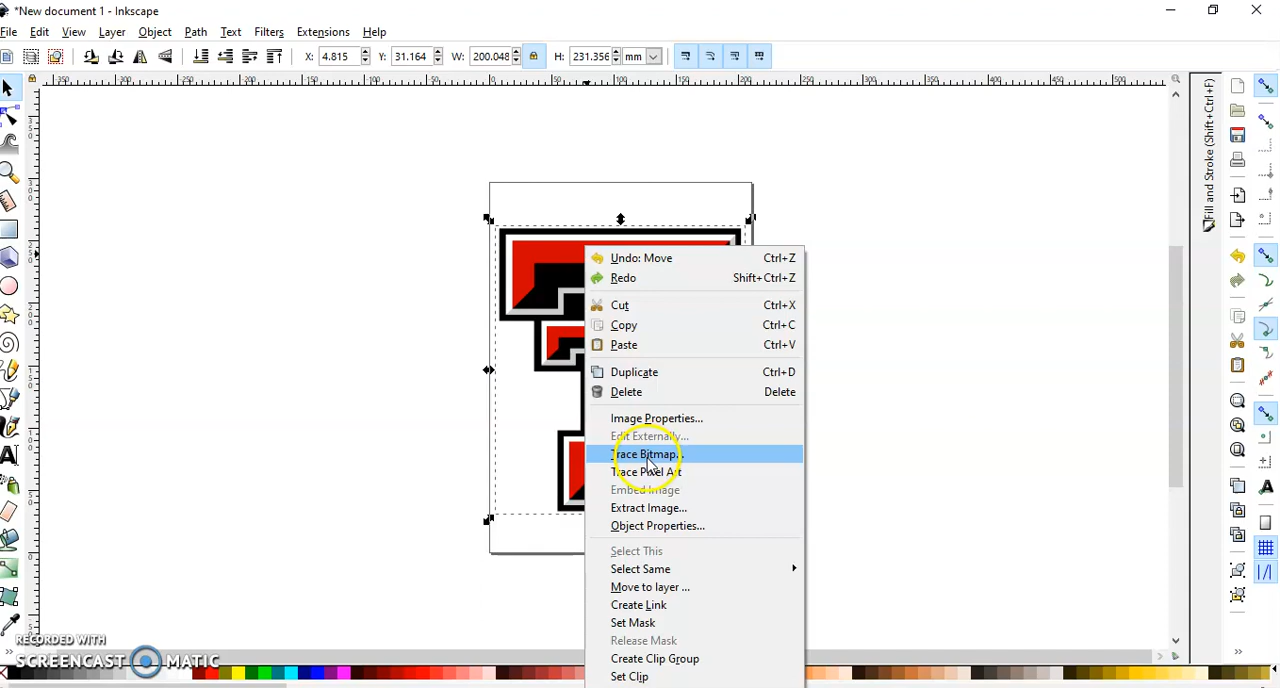 *New document 1 - Inkscape
File Edit View Layer Object Path Text Filters Extensions Help
X: 4.815 Y: 31.164 W: 200.048 H: 231.356 mm
Fill and Stroke (Shift+Ctrl+F)
Undo: Move Ctrl+Z
Redo Shift+Ctrl+Z
Cut Ctrl+X
Copy Ctrl+C
Paste Ctrl+V
Duplicate Ctrl+D
Delete Delete
Image Properties...
Edit Externally...
Trace Bitmap...
Trace Pixel Art
Embed Image
Extract Image...
Object Properties...
Select This
Select Same
Move to layer ...
Create Link
Set Mask
Release Mask
Create Clip Group
Set Clip
RECORDED WITH
SCREENCAST MATIC